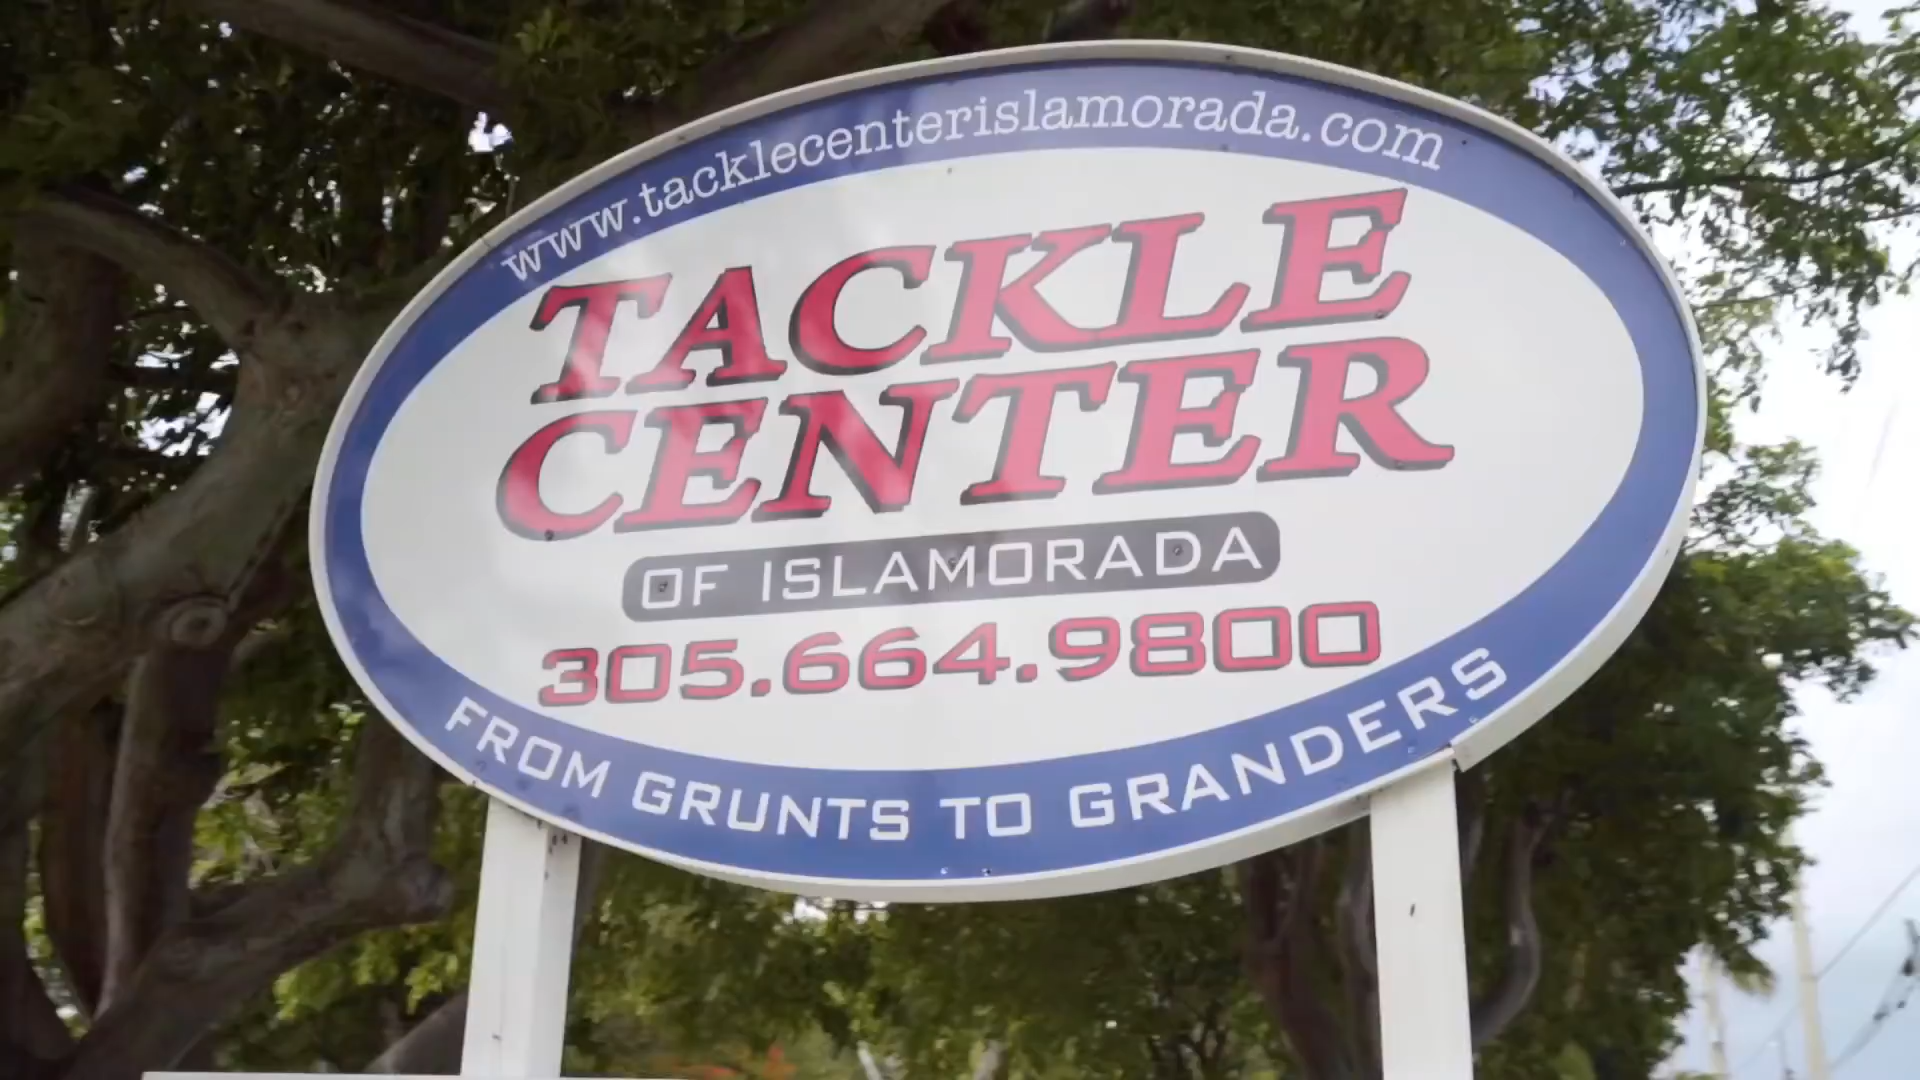 www.tacklecenterislamorada.com
TACKLE
CENTER
OF ISLAMORADA
305.664.9800
FROM GRUNTS TO GRANDERS